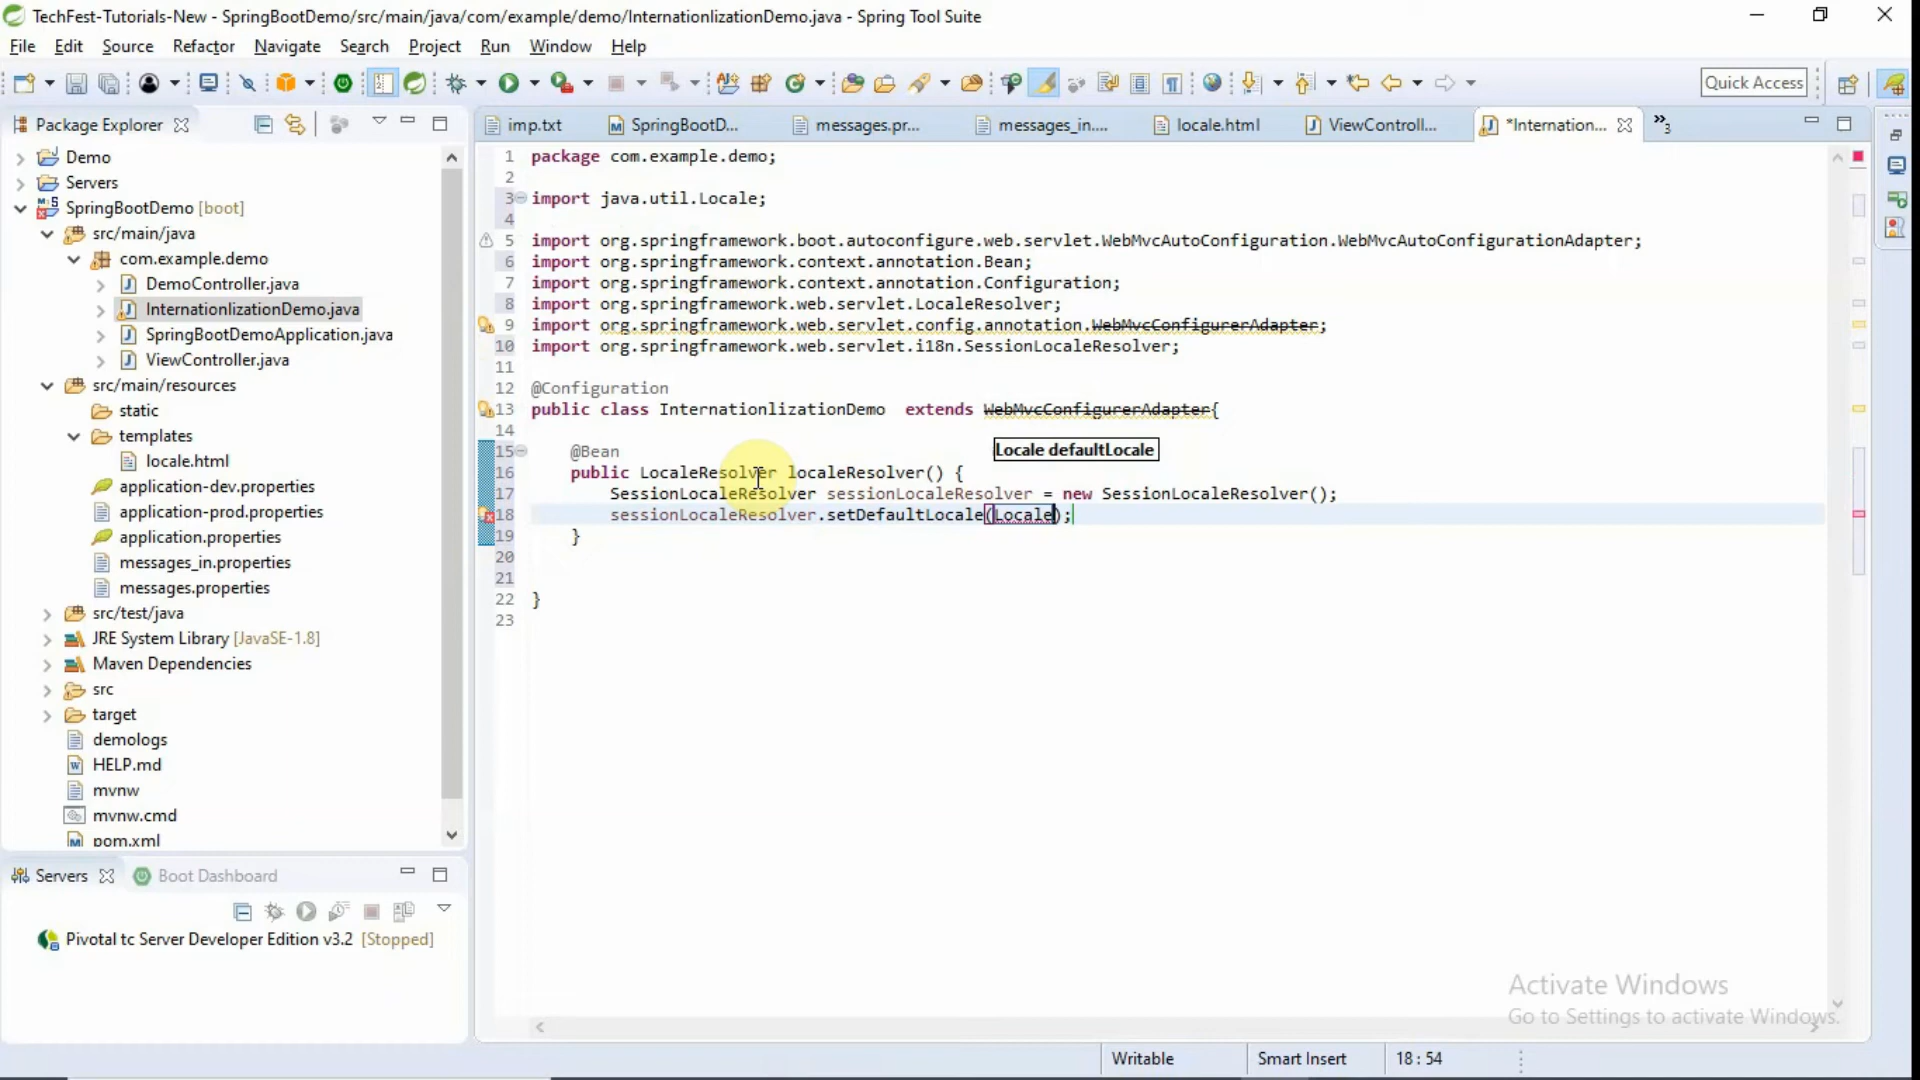 TechFest-Tutorials-New - SpringBootDemo/src/main/java/com/example/demo/InternationlizationDemo.java - Spring Tool Suite
File Edit Source Refactor Navigate Search Project Run Window Help
Quick Access
Package Explorer
imp.txt SpringBootD... messages.pr... messages_in.... locale.html ViewControll... *Internation... »3
Demo
Servers
SpringBootDemo [boot]
src/main/java
com.example.demo
DemoController.java
InternationlizationDemo.java
SpringBootDemoApplication.java
ViewController.java
src/main/resources
static
templates
locale.html
application-dev.properties
application-prod.properties
application.properties
messages_in.properties
messages.properties
src/test/java
JRE System Library [JavaSE-1.8]
Maven Dependencies
src
target
demologs
HELP.md
mvnw
mvnw.cmd
pom.xml
1 package com.example.demo;
2
3 import java.util.Locale;
4
5 import org.springframework.boot.autoconfigure.web.servlet.WebMvcAutoConfiguration.WebMvcAutoConfigurationAdapter;
6 import org.springframework.context.annotation.Bean;
7 import org.springframework.context.annotation.Configuration;
8 import org.springframework.web.servlet.LocaleResolver;
9 import org.springframework.web.servlet.config.annotation.WebMvcConfigurerAdapter;
10 import org.springframework.web.servlet.i18n.SessionLocaleResolver;
11
12 @Configuration
13 public class InternationlizationDemo  extends WebMvcConfigurerAdapter{
14
Locale defaultLocale
15 @Bean
16 public LocaleResolver localeResolver() {
17 SessionLocaleResolver sessionLocaleResolver = new SessionLocaleResolver();
18 sessionLocaleResolver.setDefaultLocale(Locale);
19 }
20
21
22 }
23
Servers Boot Dashboard
Pivotal tc Server Developer Edition v3.2 [Stopped]
Activate Windows
Go to Settings to activate Windows.
Writable Smart Insert 18 : 54